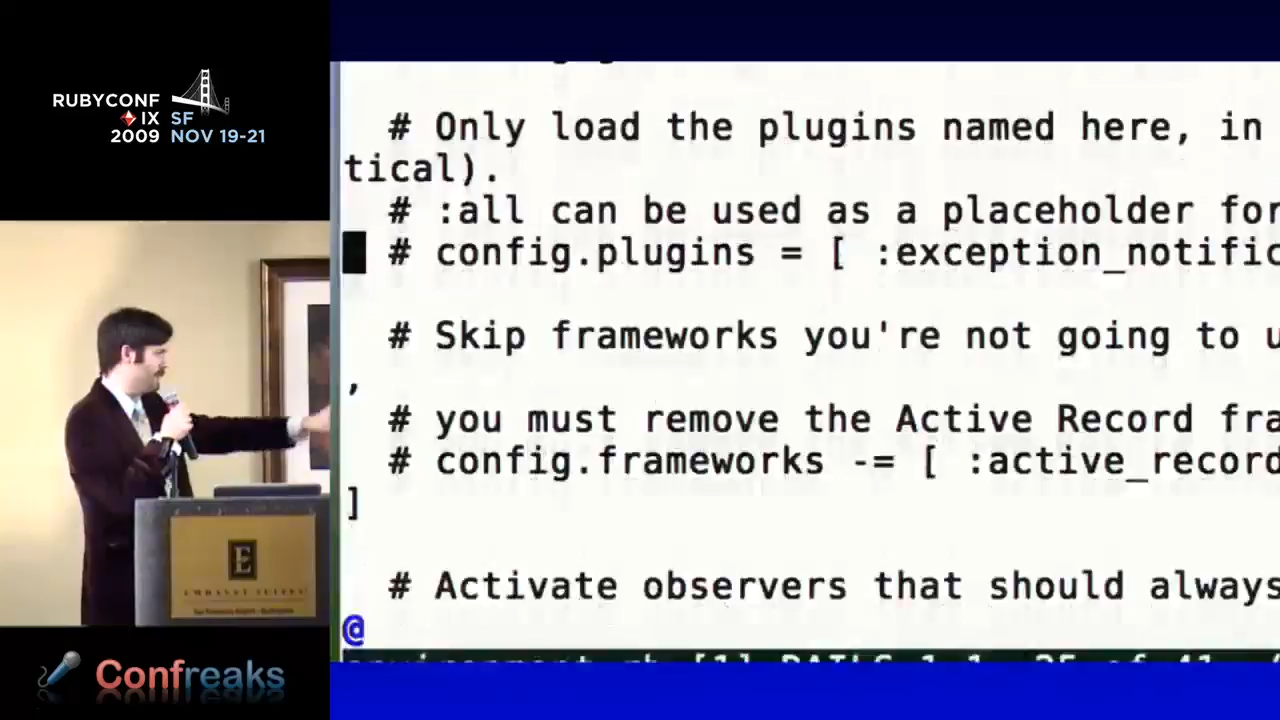 RUBYCONF
IX SF
2009 NOV 19-21
# Only load the plugins named here, in
tical).
# :all can be used as a placeholder for
# config.plugins = [ :exception_notific
# Skip frameworks you're not going to u
,
# you must remove the Active Record fra
# config.frameworks -= [ :active_record
]
# Activate observers that should always
@
E
EMBASSY SUITES
Confreaks